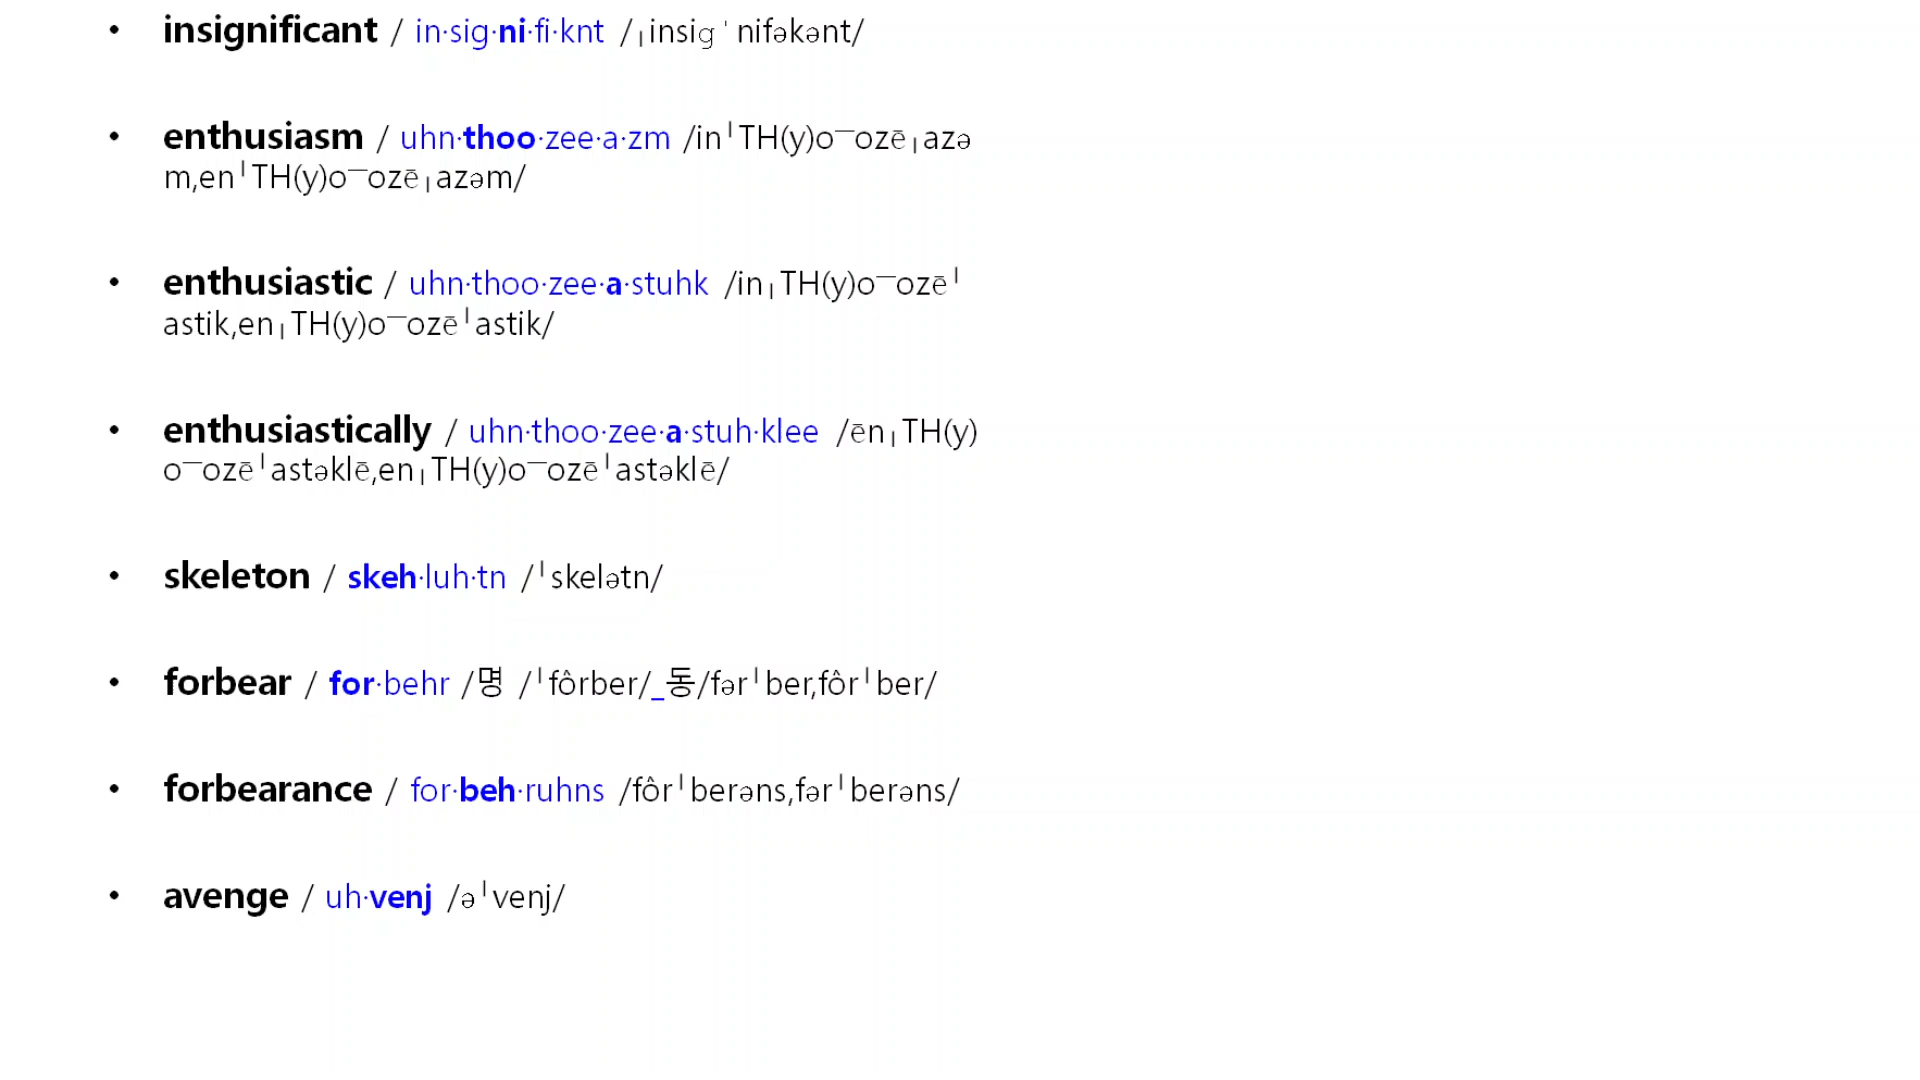 • insignificant / in·sig·ni·fi·knt /ˌinsigˈnifəkənt/
• enthusiasm / uhn·thoo·zee·a·zm /inˈTH(y)o͞ozēˌazə
m,enˈTH(y)o͞ozēˌazəm/
• enthusiastic / uhn·thoo·zee·a·stuhk /inˌTH(y)o͞ozēˈ
astik,enˌTH(y)o͞ozēˈastik/
• enthusiastically / uhn·thoo·zee·a·stuh·klee /ēnˌTH(y)
o͞ozēˈastəklē,enˌTH(y)o͞ozēˈastəklē/
• skeleton / skeh·luh·tn /ˈskelətn/
• forbear / for·behr /명 /ˈfôrber/_동/fərˈber,fôrˈber/
• forbearance / for·beh·ruhns /fôrˈberəns,fərˈberəns/
• avenge / uh·venj /əˈvenj/